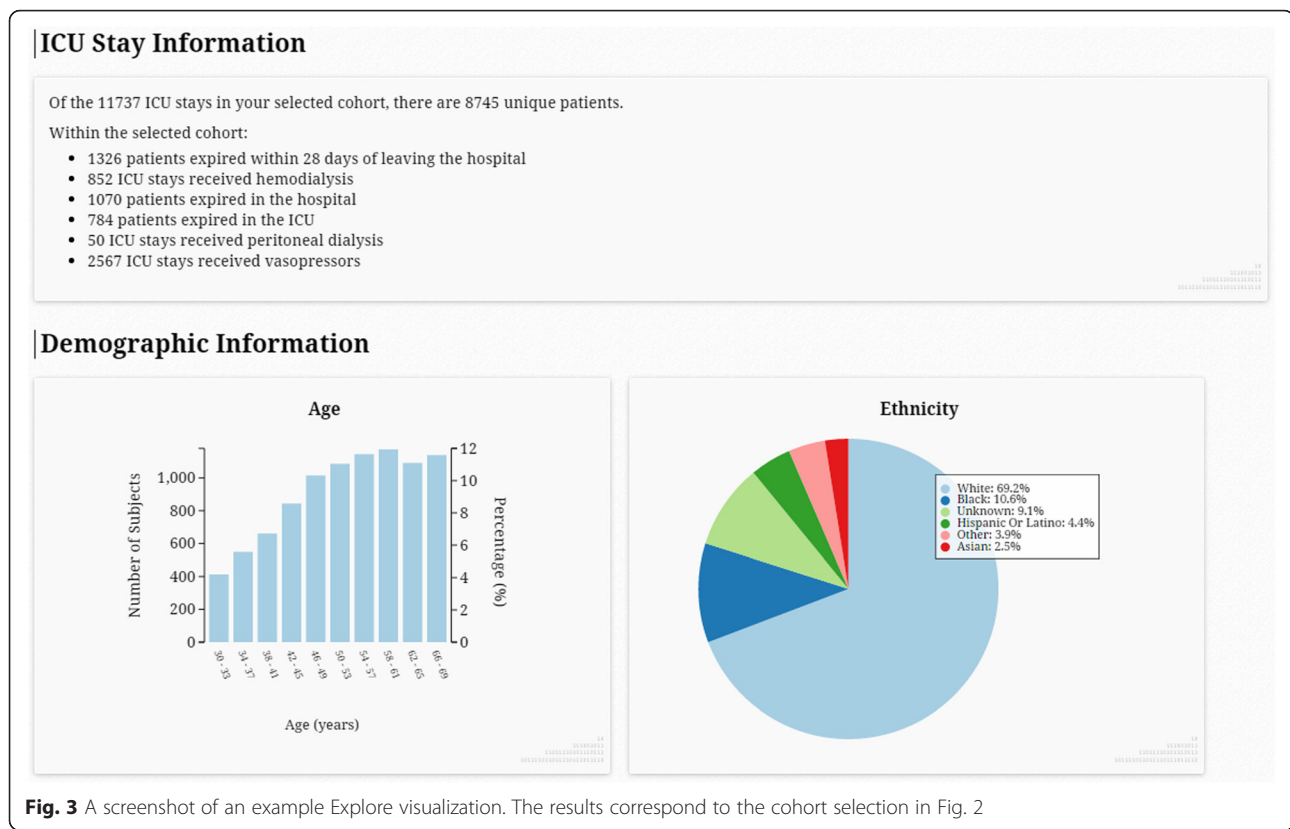 ICU Stay Information
Of the 11737 ICU stays in your selected cohort, there are 8745 unique patients.
Within the selected cohort:
• 1326 patients expired within 28 days of leaving the hospital
• 852 ICU stays received hemodialysis
• 1070 patients expired in the hospital
• 784 patients expired in the ICU
• 50 ICU stays received peritoneal dialysis
• 2567 ICU stays received vasopressors
Demographic Information
Age
Number of Subjects
1,000
800
600
400
200
0
12
10
8
6
4
2
0
Percentage (%)
30 - 33
34 - 37
38 - 41
42 - 45
46 - 49
50 - 53
54 - 57
58 - 61
62 - 65
66 - 69
Age (years)
Ethnicity
White: 69.2%
Black: 10.6%
Unknown: 9.1%
Hispanic Or Latino: 4.4%
Other: 3.9%
Asian: 2.5%
Fig. 3 A screenshot of an example Explore visualization. The results correspond to the cohort selection in Fig. 2